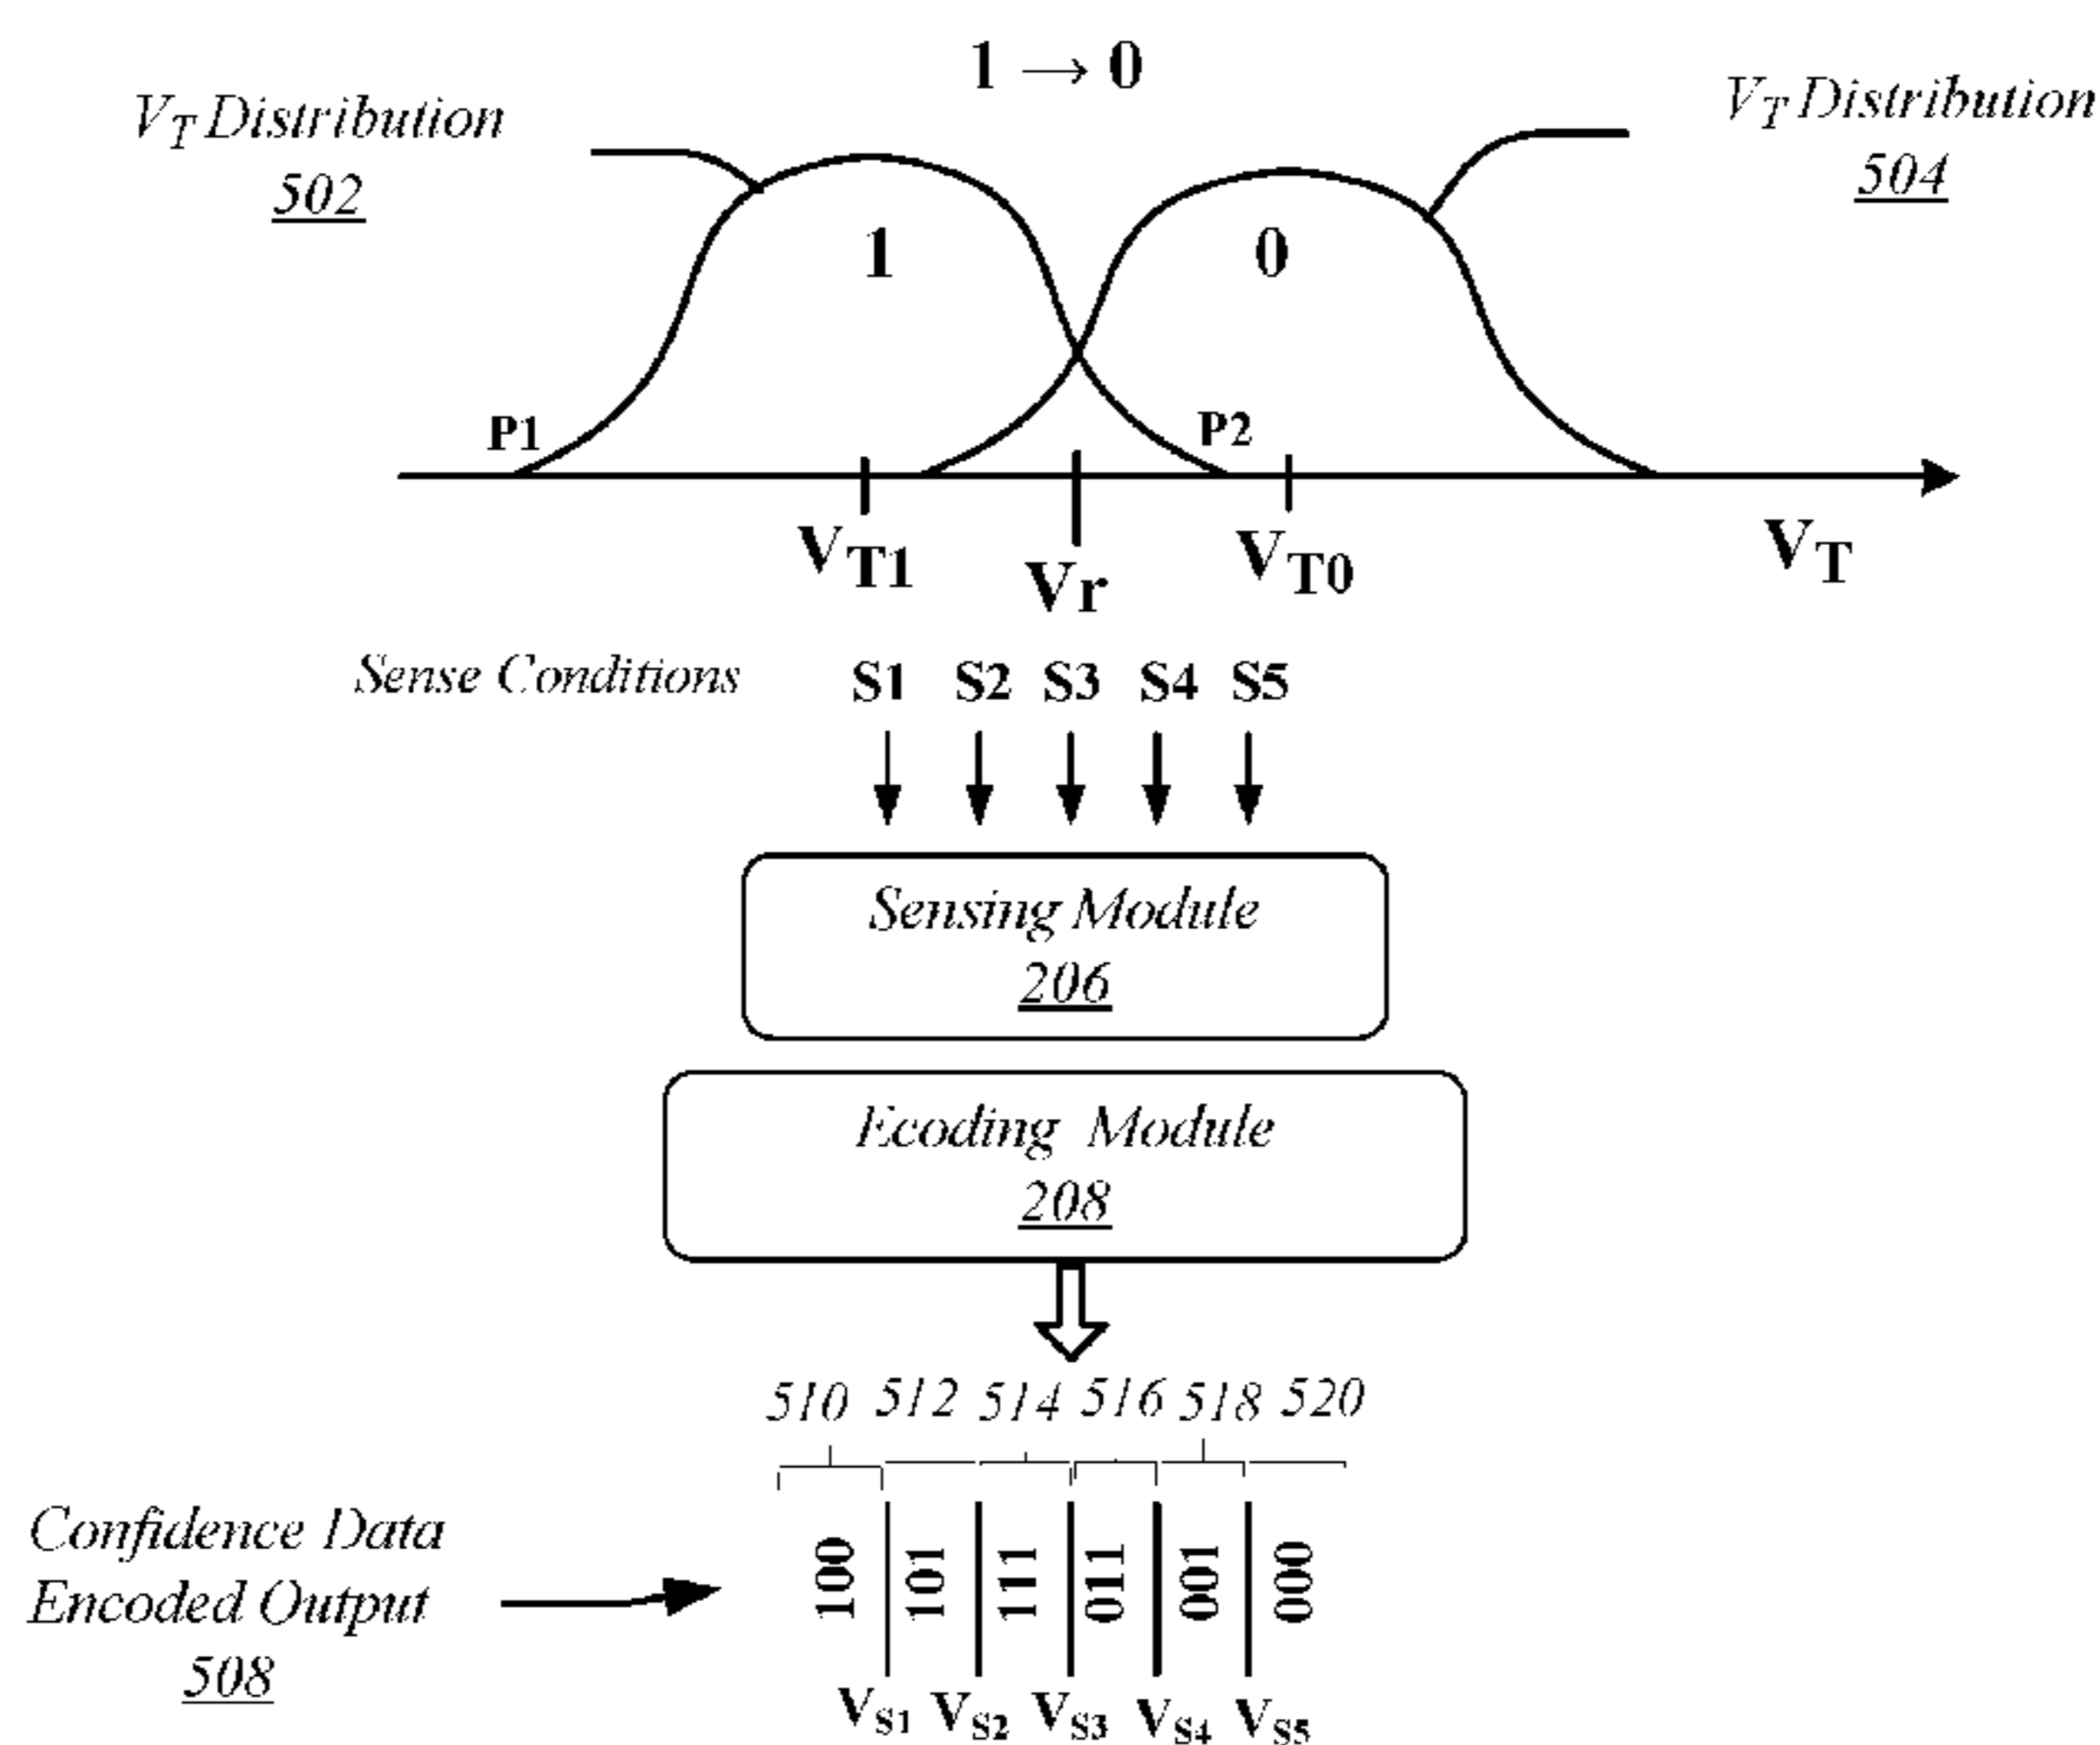 1 → 0
V_T Distribution
502
V_T Distribution
504
1
0
P1
P2
V_T1
Vr
V_T0
V_T
Sense Conditions
S1 S2 S3 S4 S5
Sensing Module
206
Ecoding Module
208
510 512 514 516 518 520
Confidence Data
Encoded Output
508
100 101 111 011 001 000
V_S1 V_S2 V_S3 V_S4 V_S5